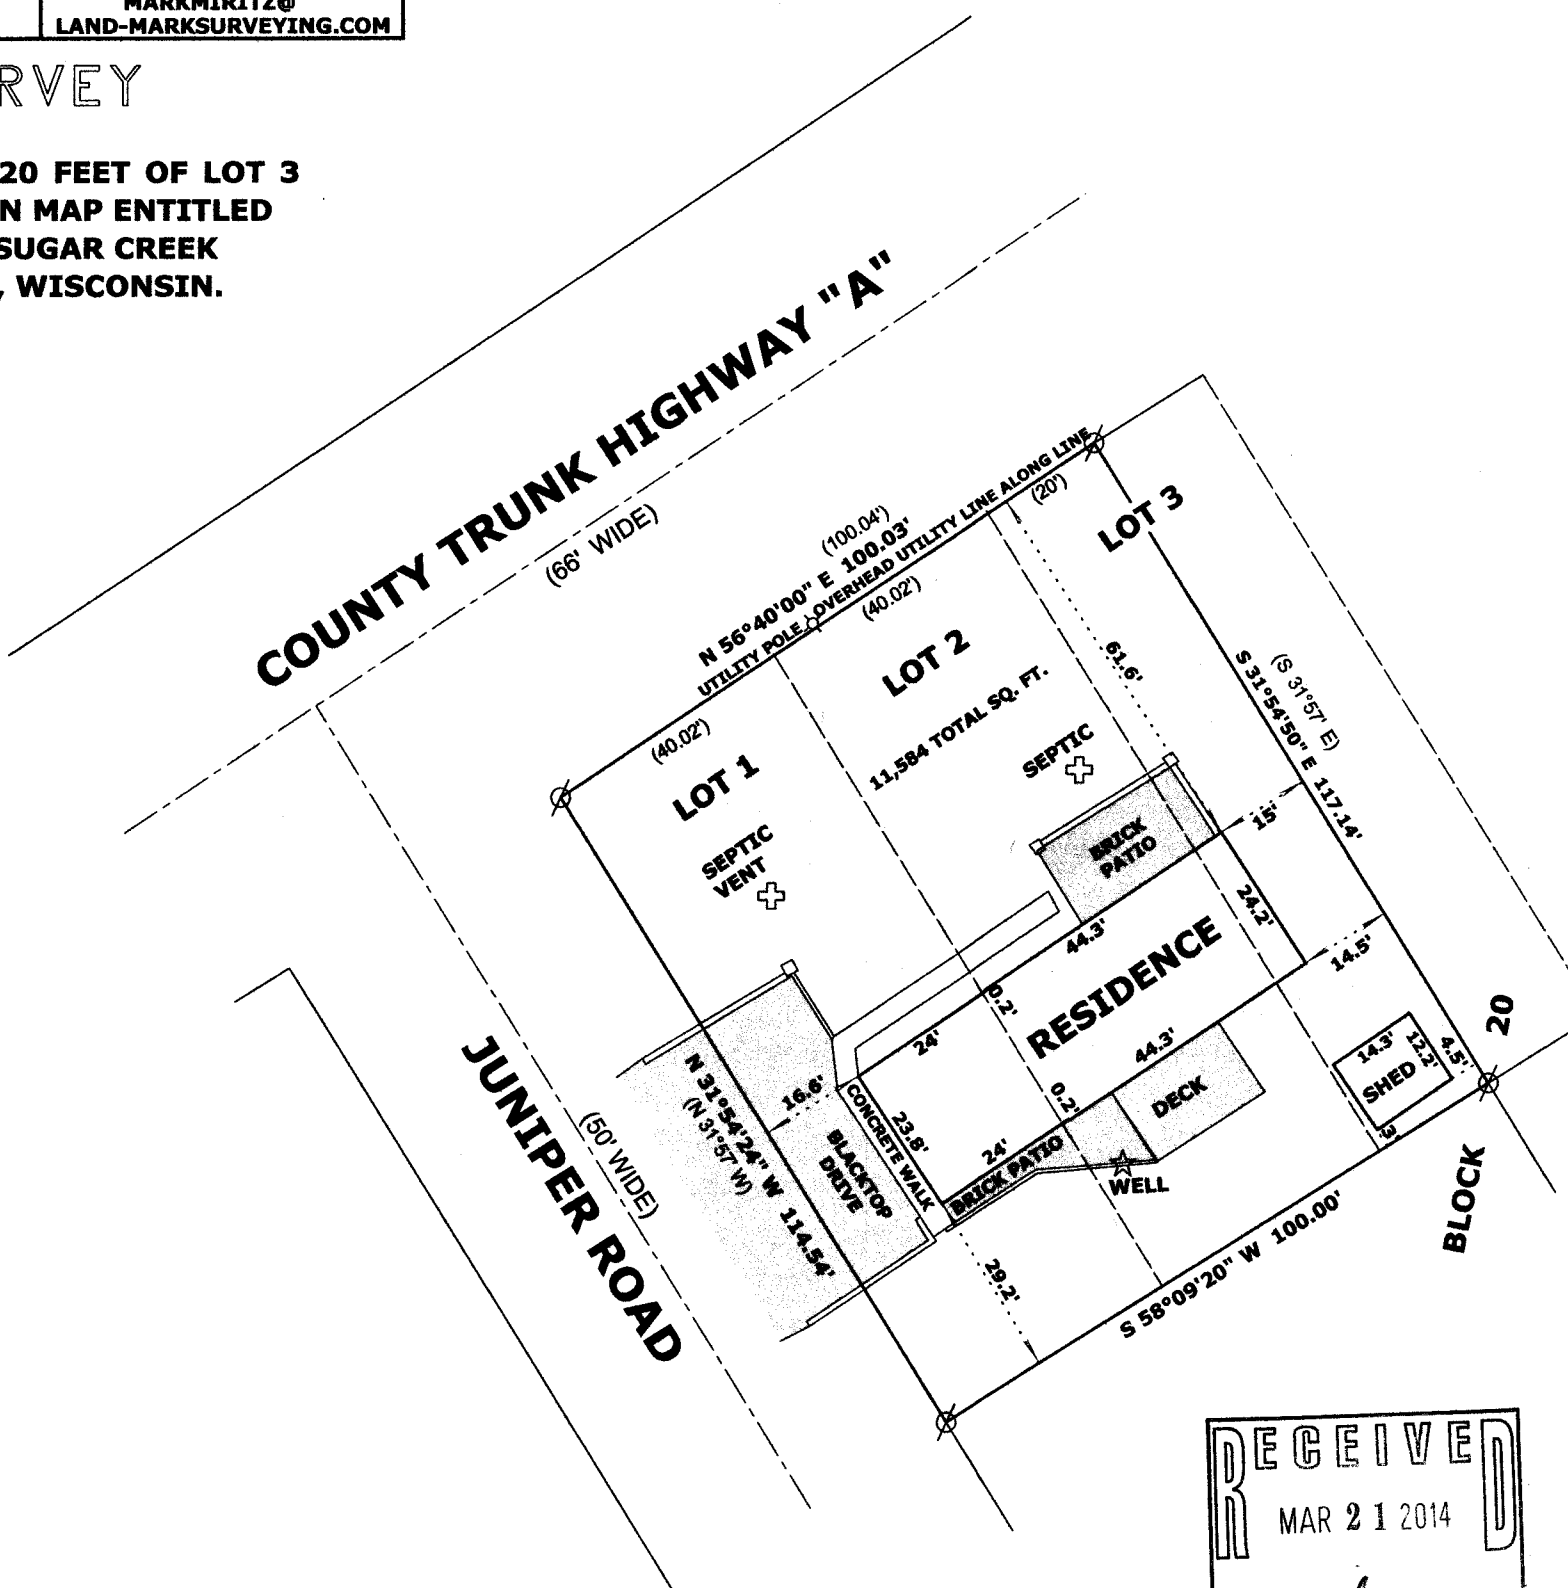 MARKMIRITZ@
LAND-MARKSURVEYING.COM
RVEY
20 FEET OF LOT 3
N MAP ENTITLED
SUGAR CREEK
, WISCONSIN.
COUNTY TRUNK HIGHWAY "A"
(66' WIDE)
(100.04')
N 56°40'00" E 100.03'
UTILITY POLE
OVERHEAD UTILITY LINE ALONG LINE
(20')
(40.02')
(40.02')
LOT 3
LOT 2
LOT 1
11,584 TOTAL SQ. FT.
61.6'
(S 31°57' E)
S 31°54'50" E 117.14'
SEPTIC
SEPTIC
VENT
BRICK
PATIO
15'
24.2'
44.3'
RESIDENCE
14.5'
0.2'
24'
44.3'
0.2'
24'
23.8'
16.6'
CONCRETE WALK
BLACKTOP
DRIVE
BRICK PATIO
DECK
WELL
14.3'
12.2'
4.5'
SHED
3'
20
BLOCK
N 31°54'24" W 114.54'
(N 31°57' W)
JUNIPER ROAD
(50' WIDE)
29.2'
S 58°09'20" W 100.00'
RECEIVED
MAR 21 2014